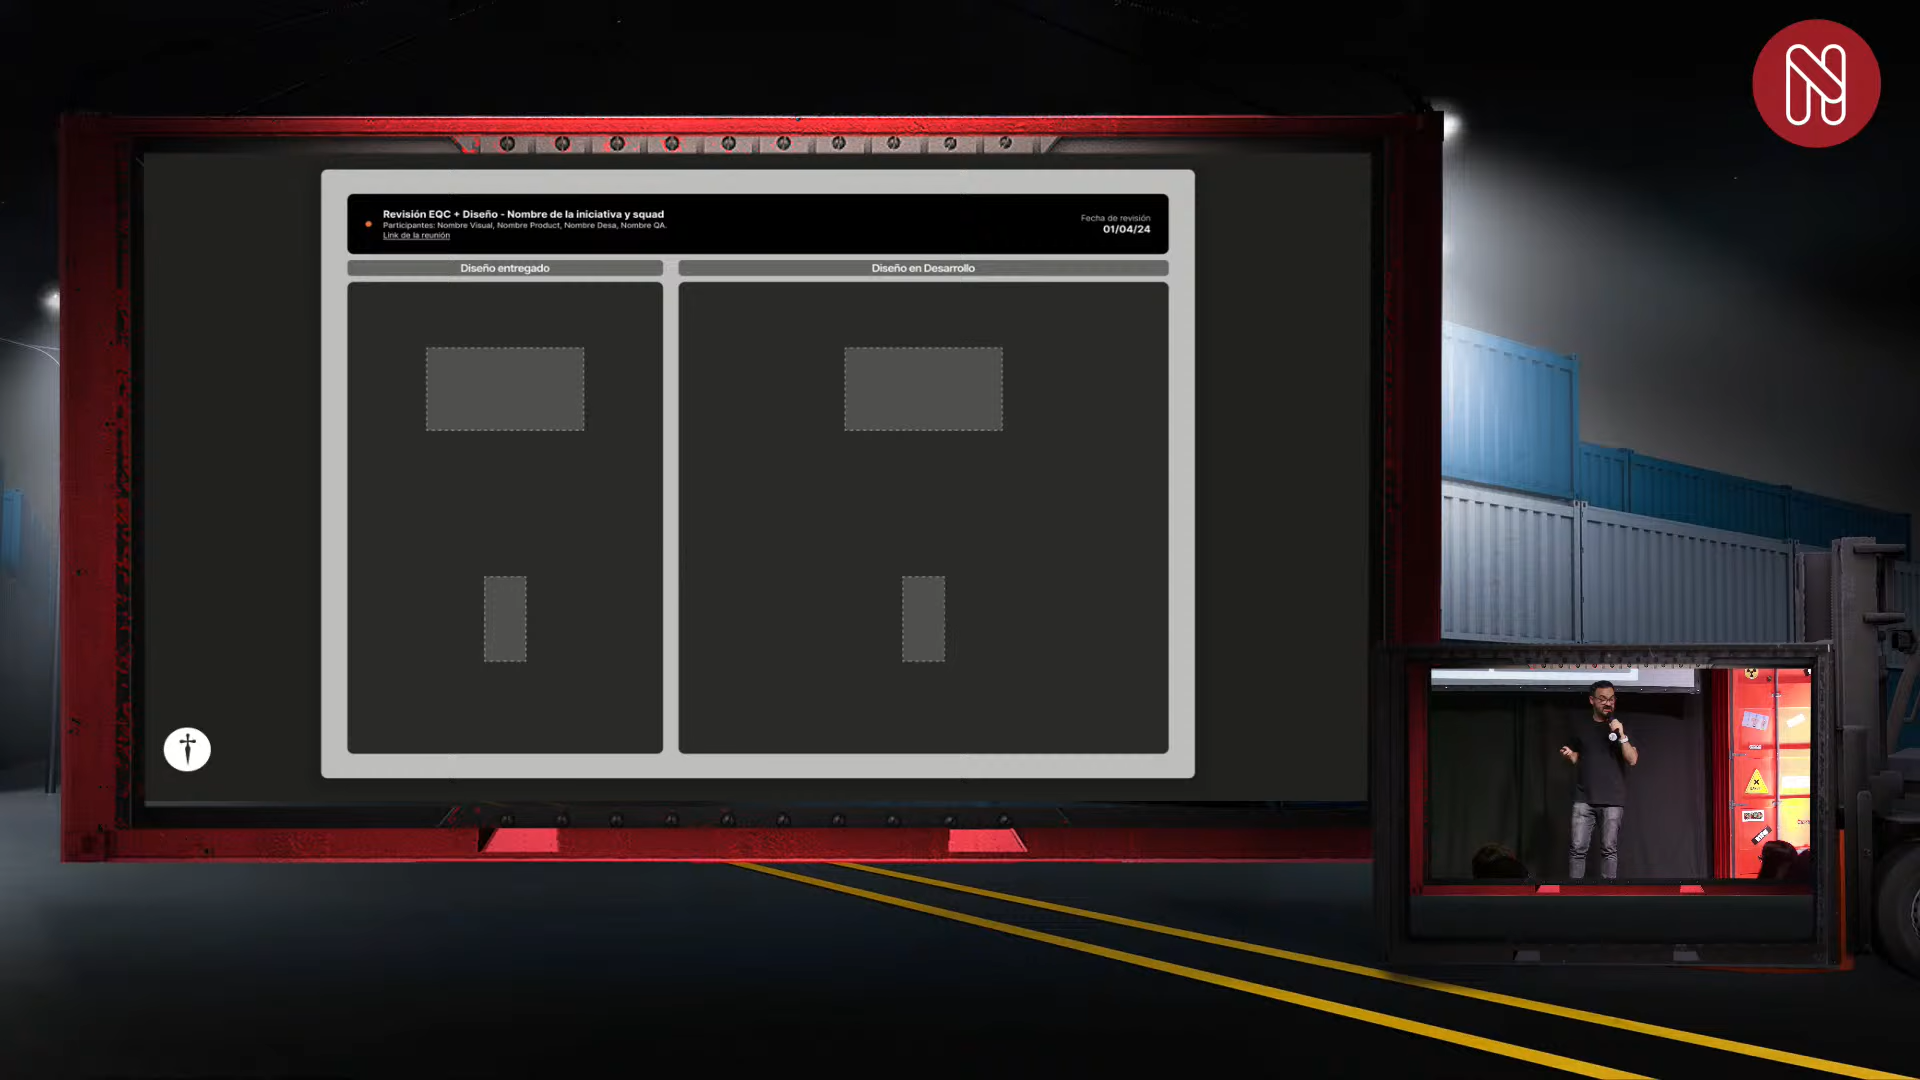 Revisión EQC + Diseño - Nombre de la iniciativa y squad
Participantes: Nombre Visual, Nombre Product, Nombre Desa, Nombre QA.
Link de la reunión
Fecha de revisión
01/04/24
Diseño entregado
Diseño en Desarrollo